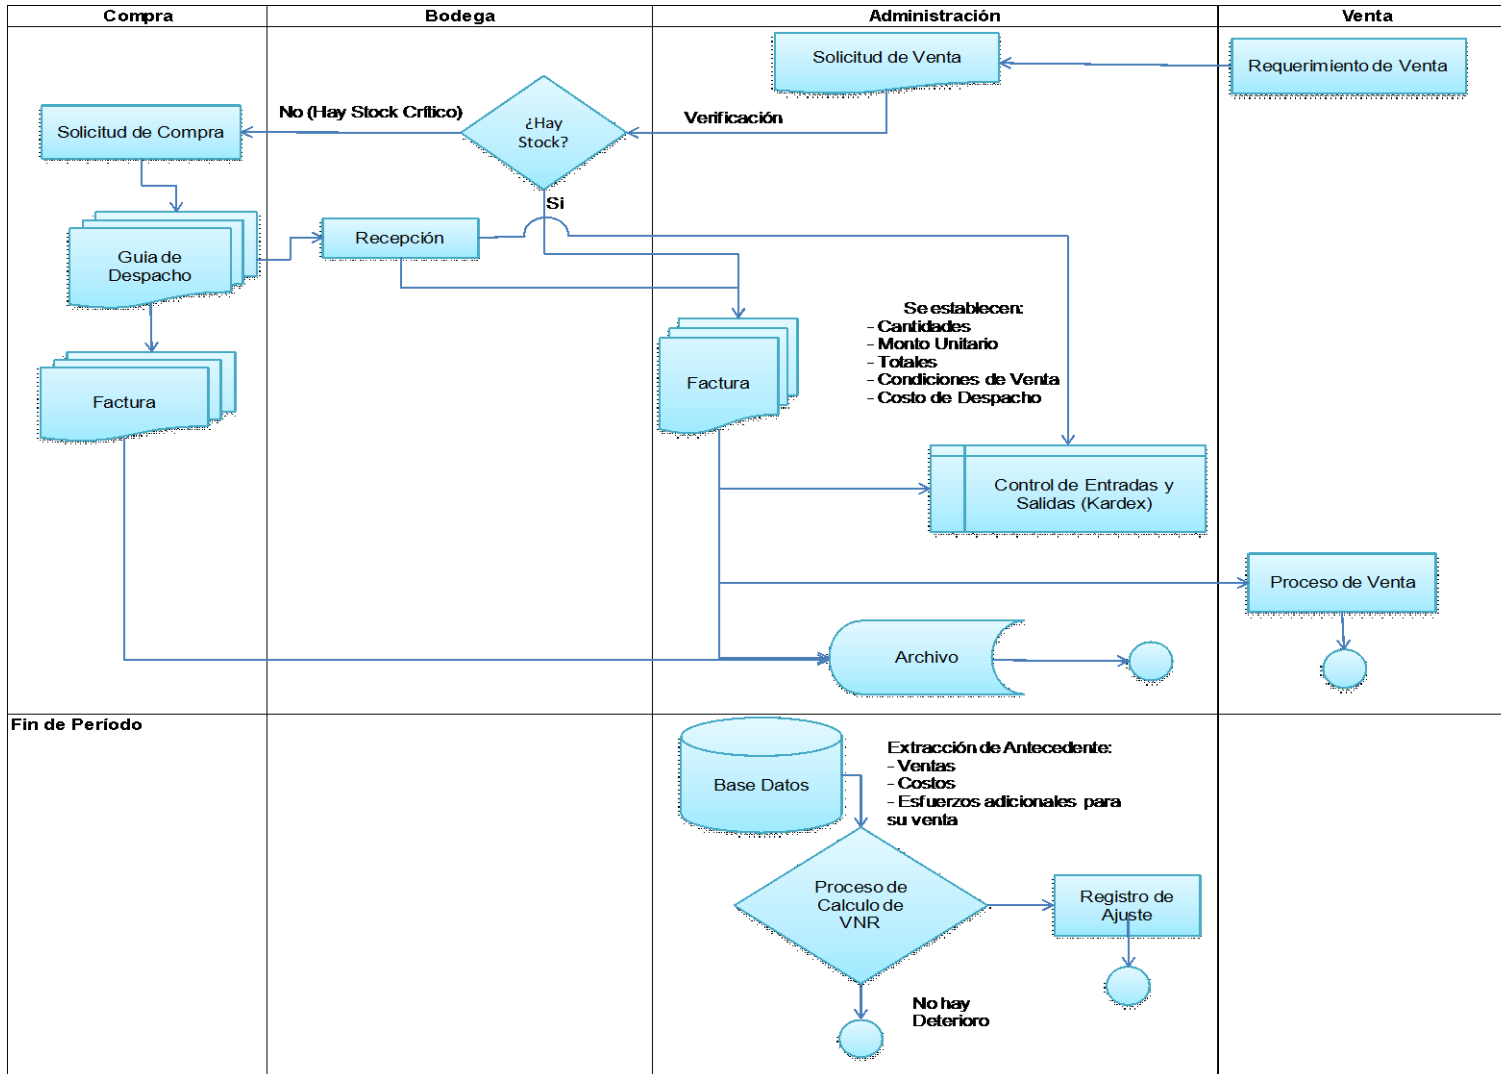 Compra
Bodega
Administración
Venta
Solicitud de Venta
Requerimiento de Venta
No (Hay Stock Crítico)
Verificación
¿Hay
Stock?
Solicitud de Compra
Si
Recepción
Guia de
Despacho
Se establecen:
- Cantidades
- Monto Unitario
- Totales
- Condiciones de Venta
- Costo de Despacho
Factura
Factura
Control de Entradas y
Salidas (Kardex)
Proceso de Venta
Archivo
Fin de Período
Base Datos
Extracción de Antecedente:
- Ventas
- Costos
- Esfuerzos adicionales para
su venta
Proceso de
Calculo de
VNR
Registro de
Ajuste
No hay
Deterioro